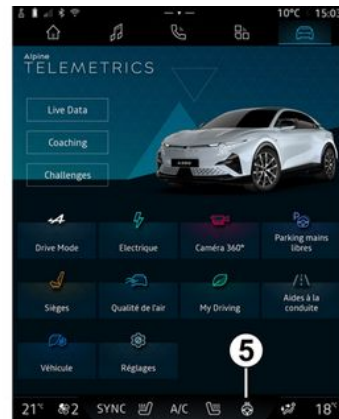 10°C 15:03
Alpine
TELEMETRICS
Live Data
Coaching
Challenges
Drive Mode
Electrique
Caméra 360°
Parking mains
libres
Sièges
Qualité de l'air
My Driving
Aides à la
conduite
Véhicule
Réglages
5
21°C 2 SYNC A/C 18°